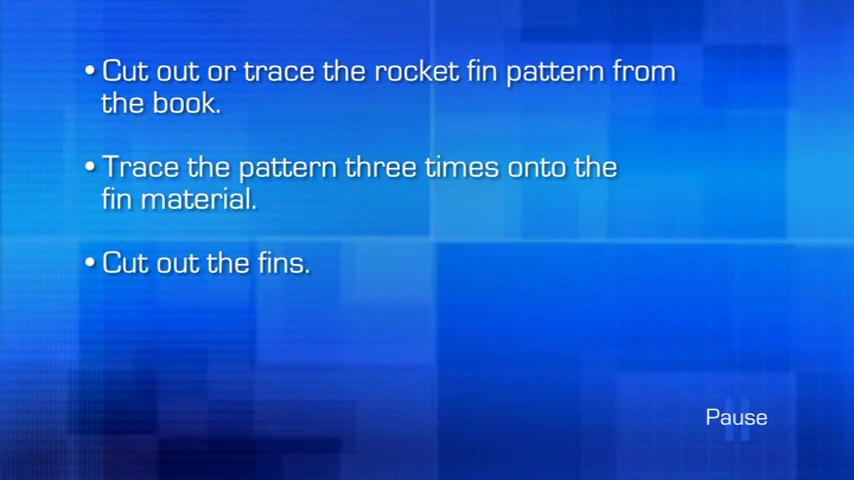 • Cut out or trace the rocket fin pattern from
the book.
• Trace the pattern three times onto the
fin material.
• Cut out the fins.
Pause